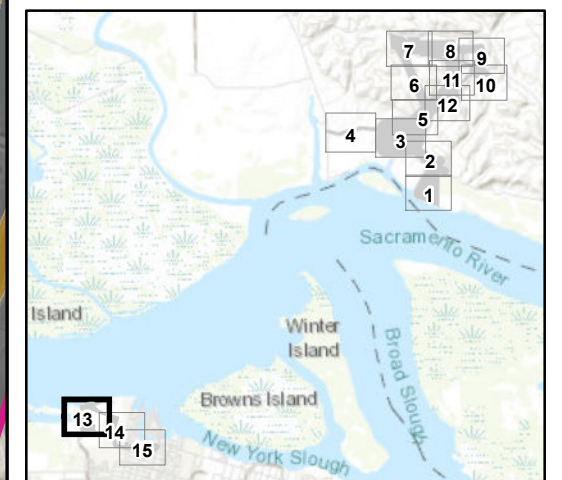 7 8 9
6 11 10
12
5
4 3
2
1
Sacramento River
Island
Winter
Island
Broad Slough
Browns Island
13
14
15
New York Slough